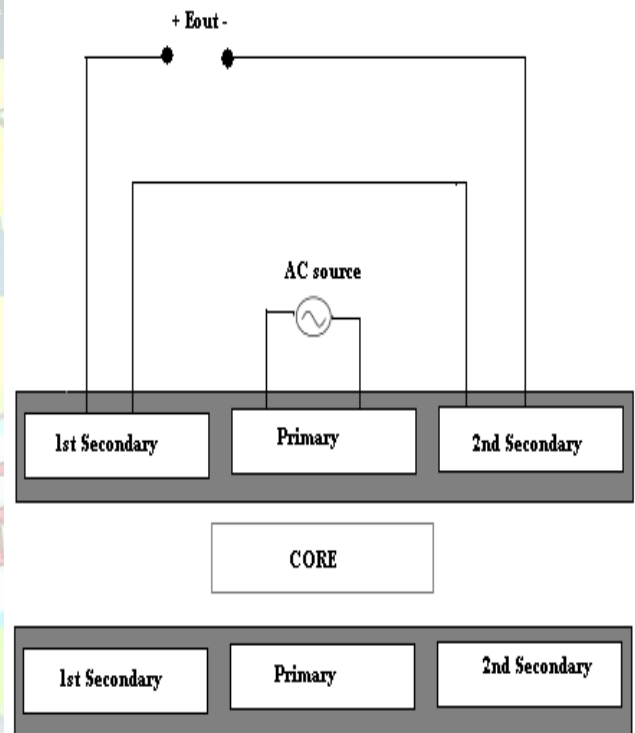 + Eout -
AC source
1st Secondary
Primary
2nd Secondary
CORE
1st Secondary
Primary
2nd Secondary